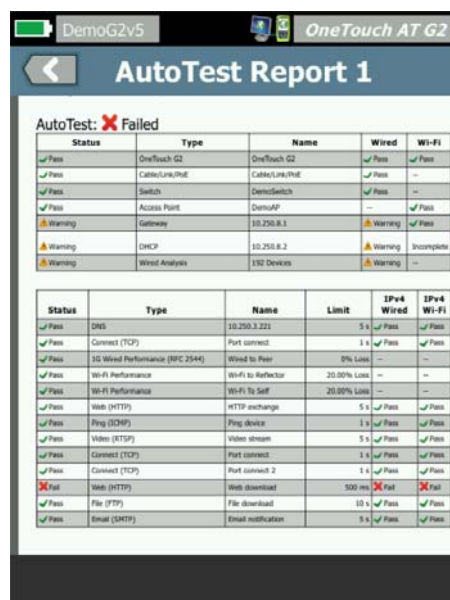 DemoG2v5 OneTouch AT G2
AutoTest Report 1
AutoTest: Failed
Status Type Name Wired Wi-Fi
Pass OneTouch G2 OneTouch G2 Pass Pass
Pass Cable/Link/PoE Cable/Link/PoE Pass --
Pass Switch DemoSwitch Pass --
Pass Access Point DemoAP -- Pass
Warning Gateway 10.250.8.1 Warning Pass
Warning DHCP 10.250.8.2 Warning Incomplete
Warning Wired Analysis 192 Devices Warning --
IPv4 IPv4
Status Type Name Limit Wired Wi-Fi
Pass DNS 10.250.3.221 5 s Pass Pass
Pass Connect (TCP) Port connect 1 s Pass Pass
Pass 1G Wired Performance (RFC 2544) Wired to Peer 0% Loss -- --
Pass Wi-Fi Performance Wi-Fi to Reflector 20.00% Loss -- --
Pass Wi-Fi Performance Wi-Fi To Self 20.00% Loss -- --
Pass Web (HTTP) HTTP exchange 5 s Pass Pass
Pass Ping (ICMP) Ping device 1 s Pass Pass
Pass Video (RTSP) Video stream 5 s Pass Pass
Pass Connect (TCP) Port connect 1 s Pass Pass
Pass Connect (TCP) Port connect 2 1 s Pass Pass
Fail Web (HTTP) Web download 500 ms Fail Fail
Pass File (FTP) File download 10 s Pass Pass
Pass Email (SMTP) Email notification 5 s Pass Pass